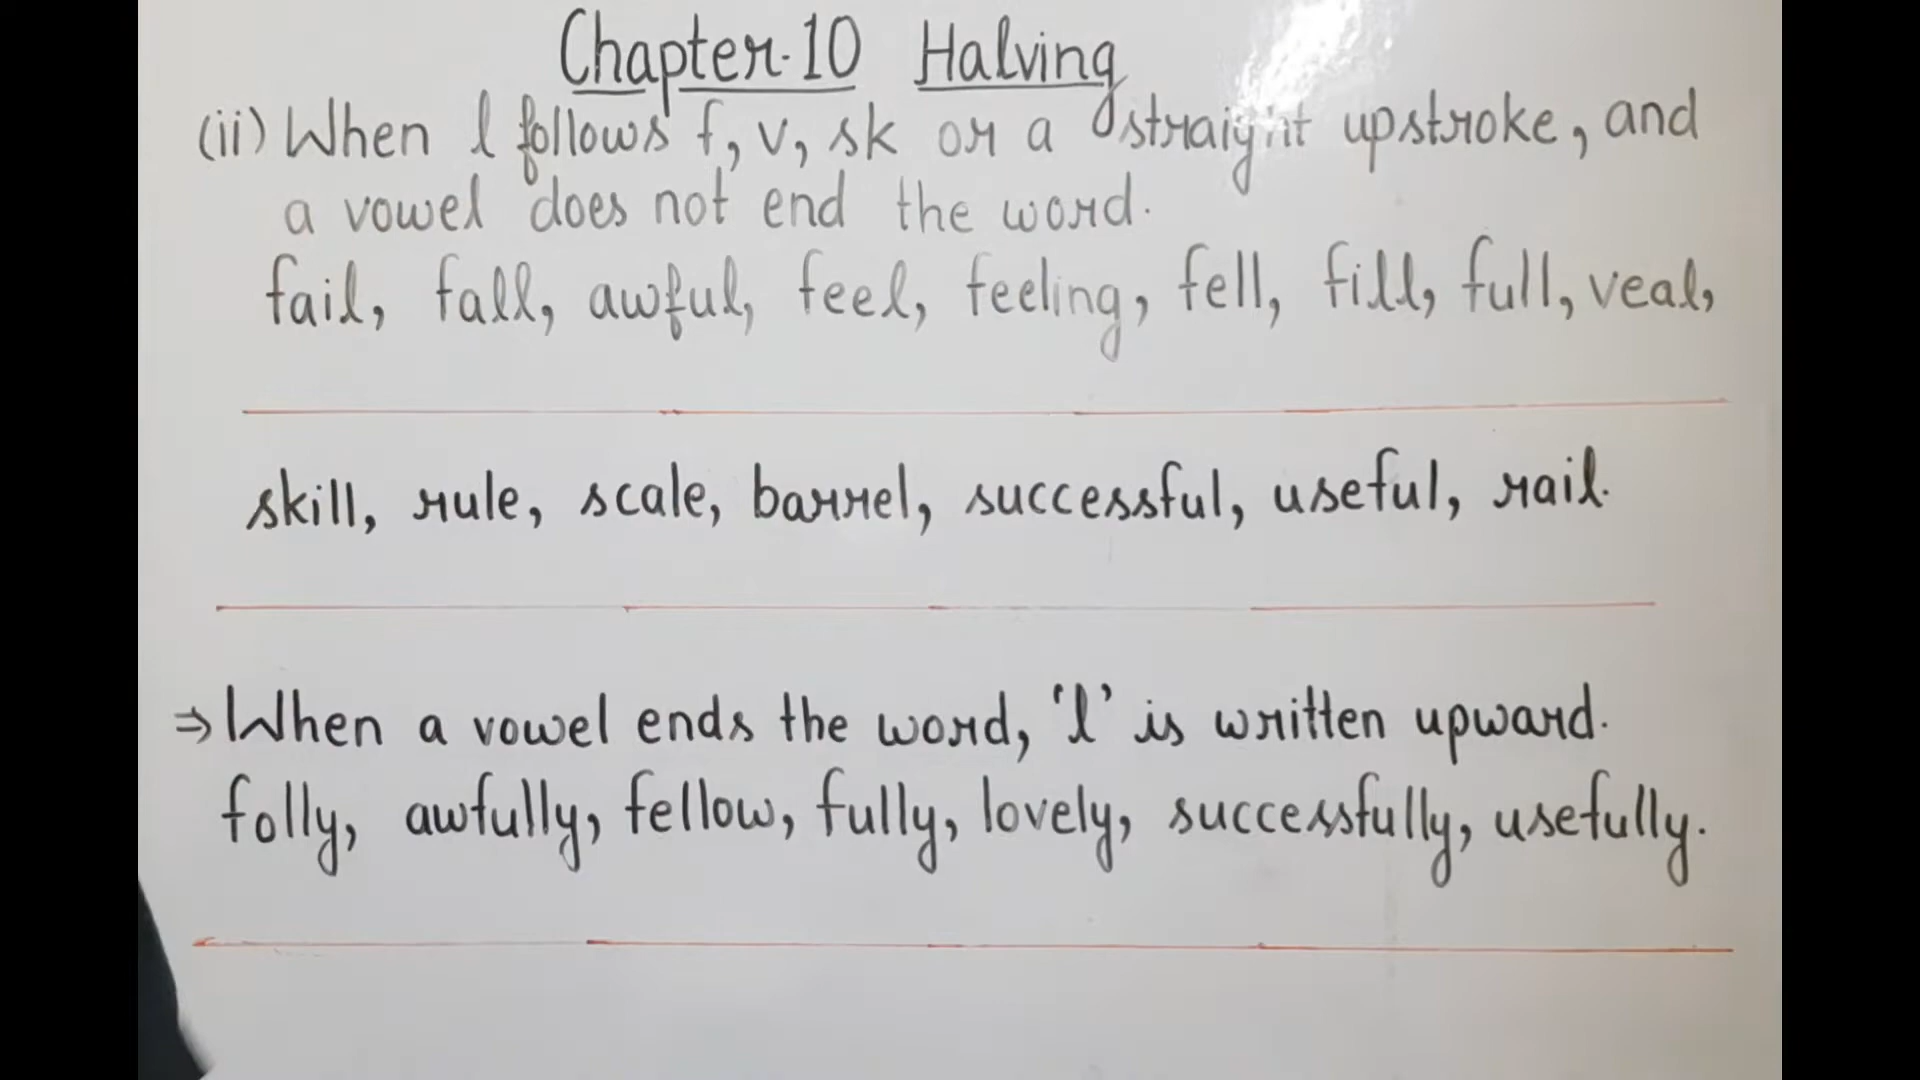 Chapter-10 Halving
(ii) When l follows f, v, sk or a straight upstroke, and
a vowel does not end the word.
fail, fall, awful, feel, feeling, fell, fill, full, veal,
skill, rule, scale, barrel, successful, useful, rail.
⇒ When a vowel ends the word, 'l' is written upward.
folly, awfully, fellow, fully, lovely, successfully, usefully.